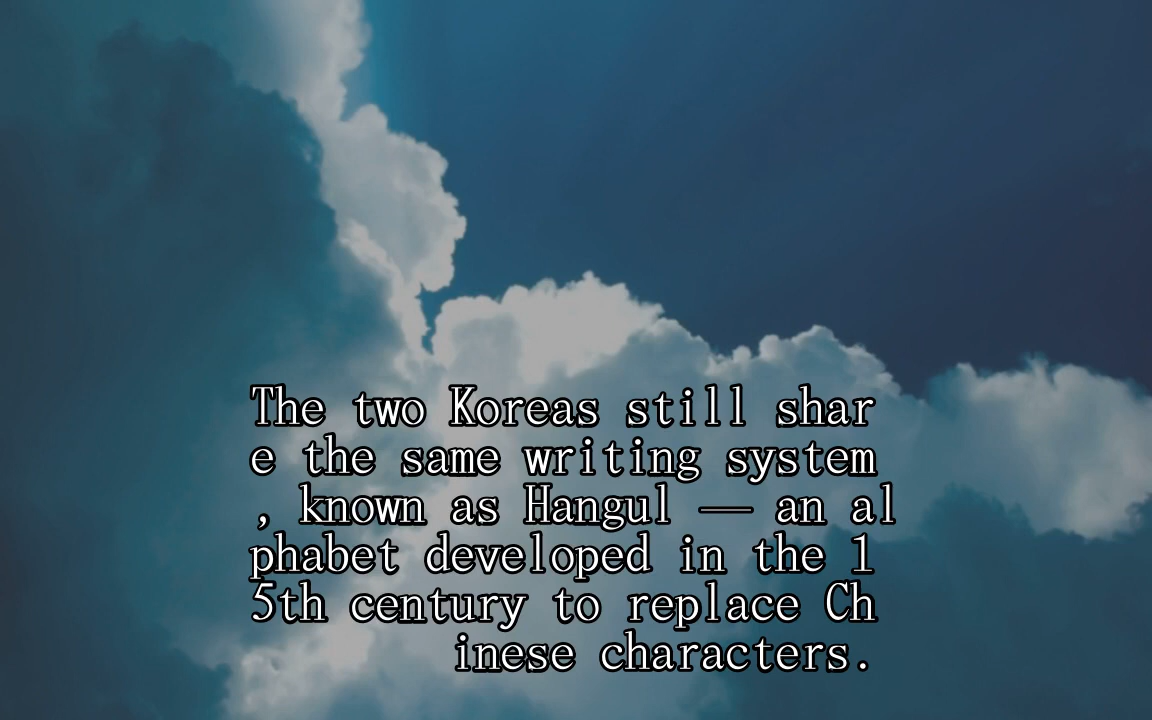 The two Koreas still shar
e the same writing system
, known as Hangul — an al
phabet developed in the 1
5th century to replace Ch
inese characters.